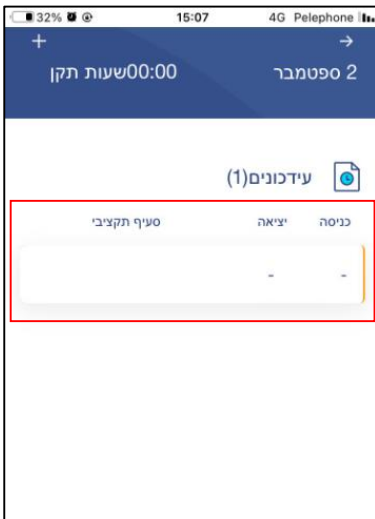 32% 15:07 4G Pelephone
2 ספטמבר 00:00שעות תקן
עידכונים(1)
כניסה יציאה סעיף תקציבי
- -